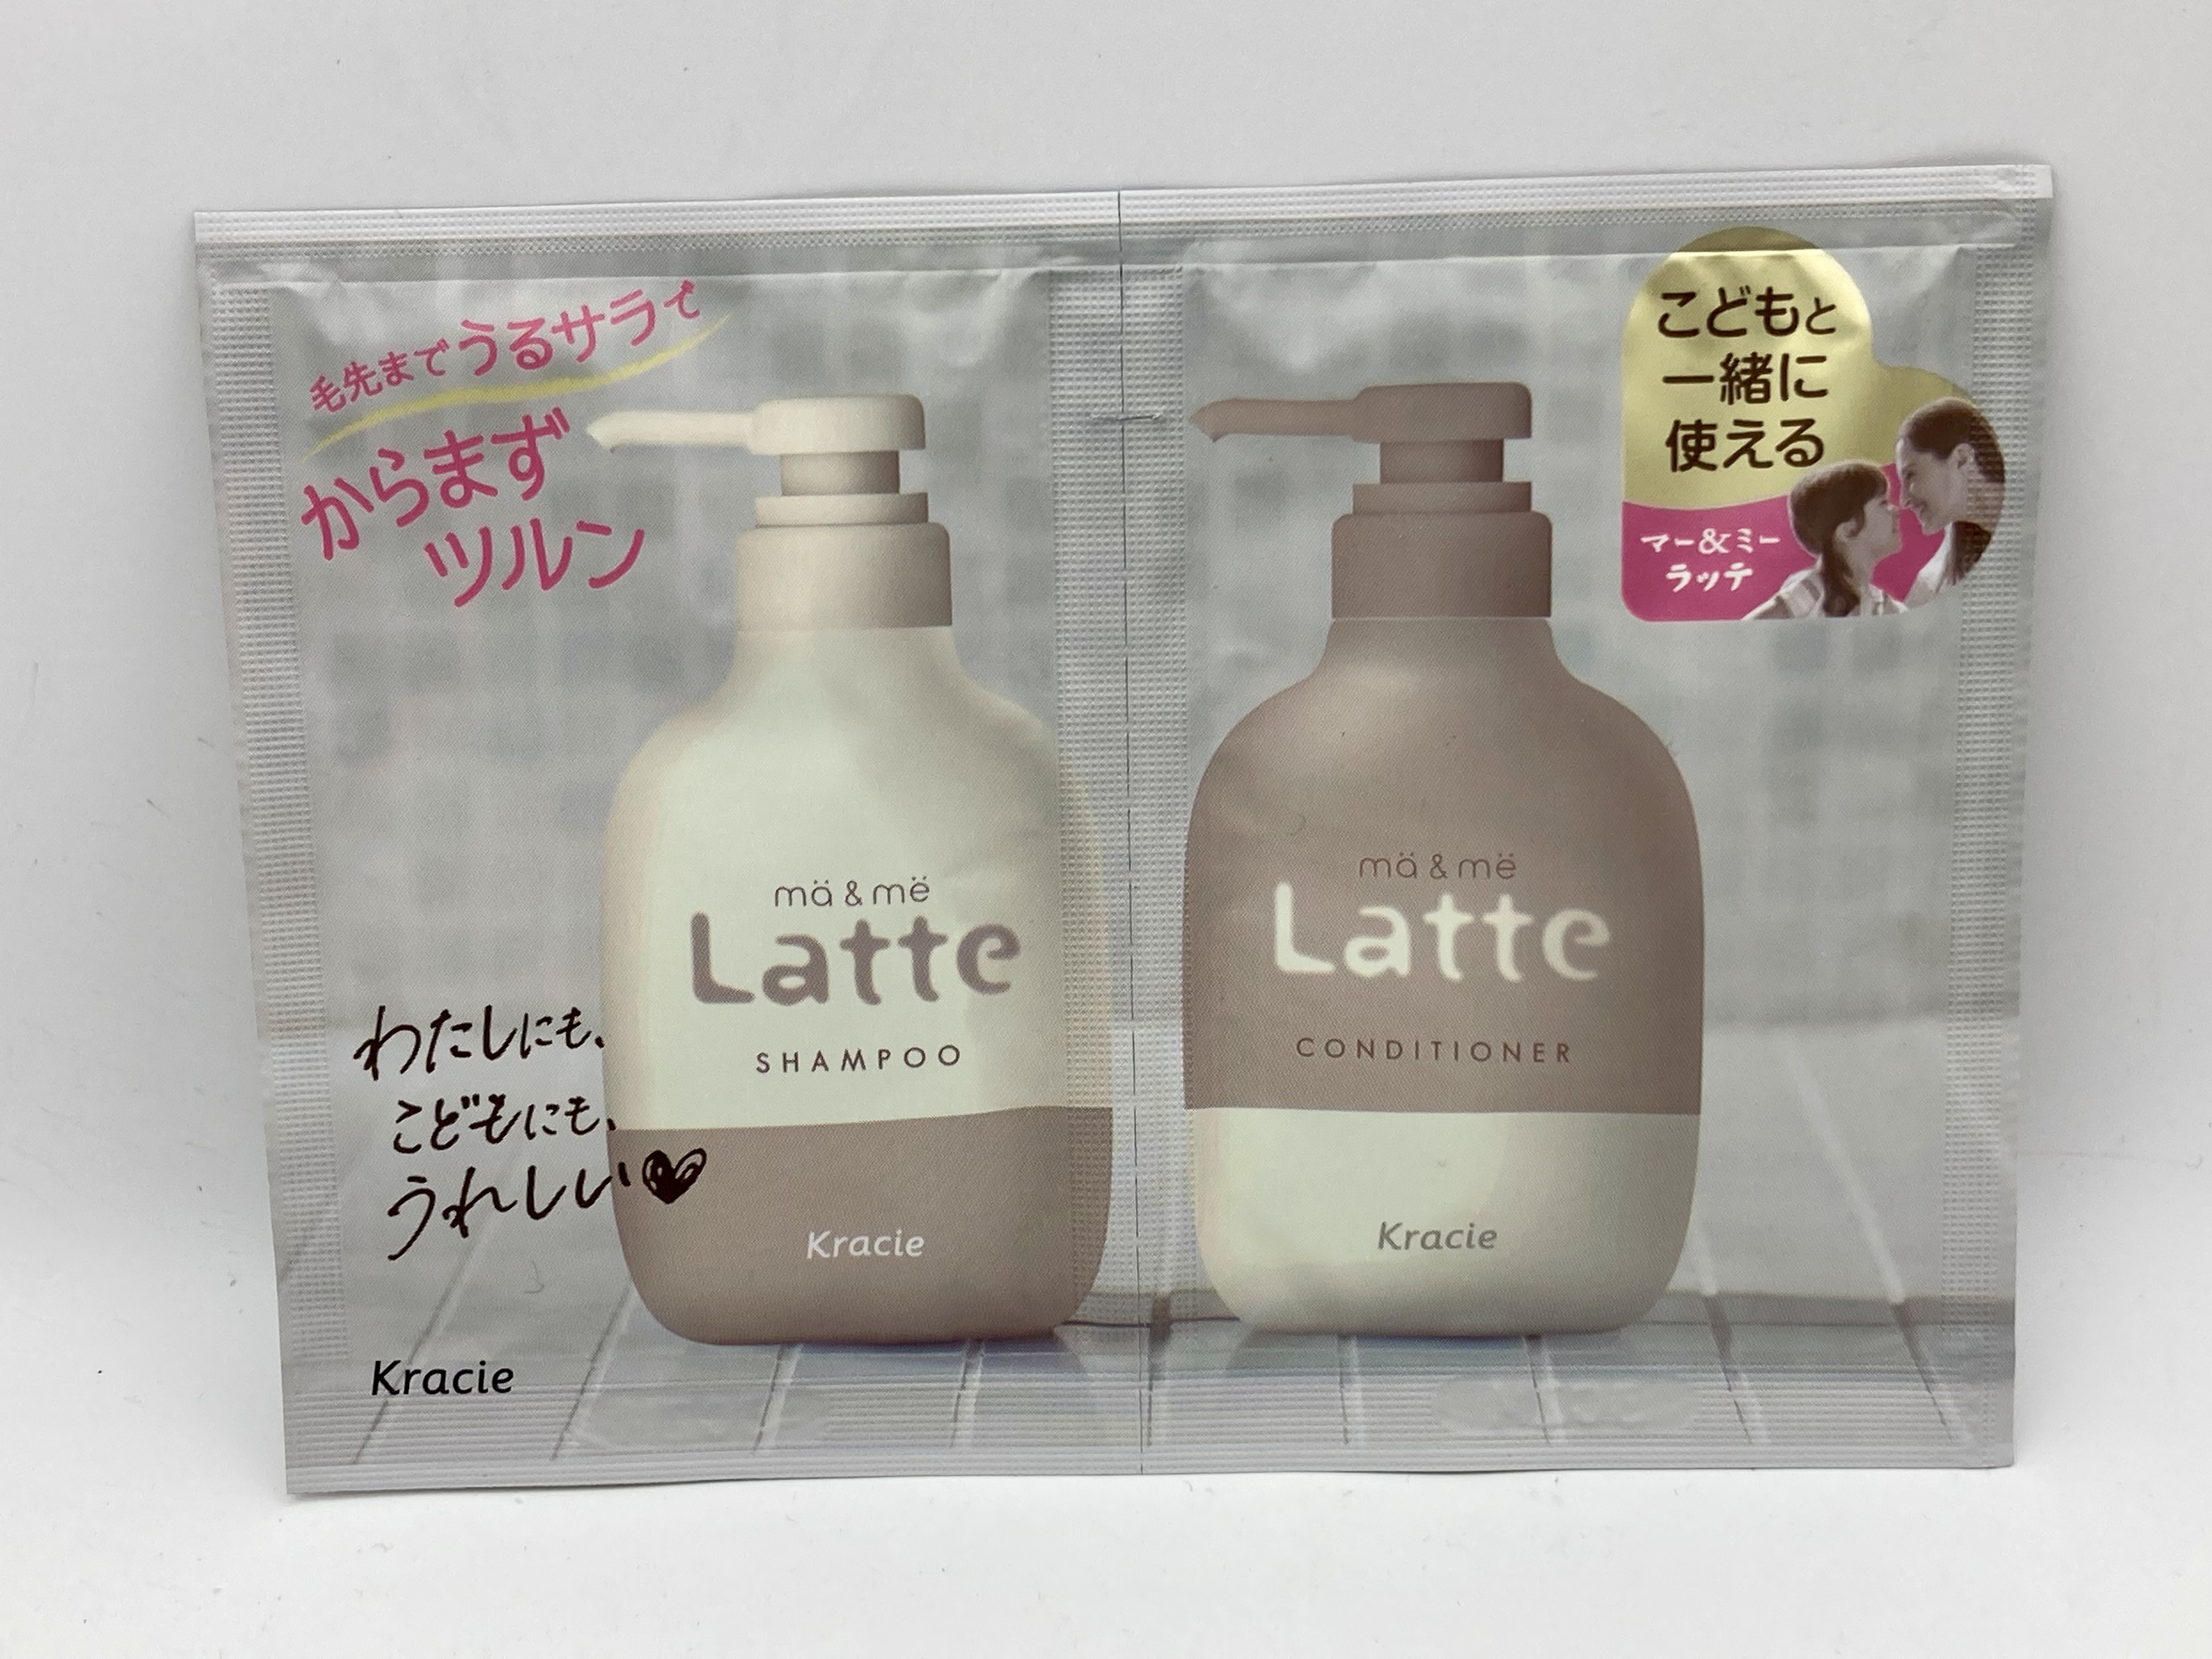 毛先までうるサラで
からまず
ツルン
こどもと
一緒に
使える
マー&ミー
ラッテ
mä & më
Latte
SHAMPOO
Kracie
mä & më
Latte
CONDITIONER
Kracie
わたしにも、
こどもにも、
うれしい♥
Kracie